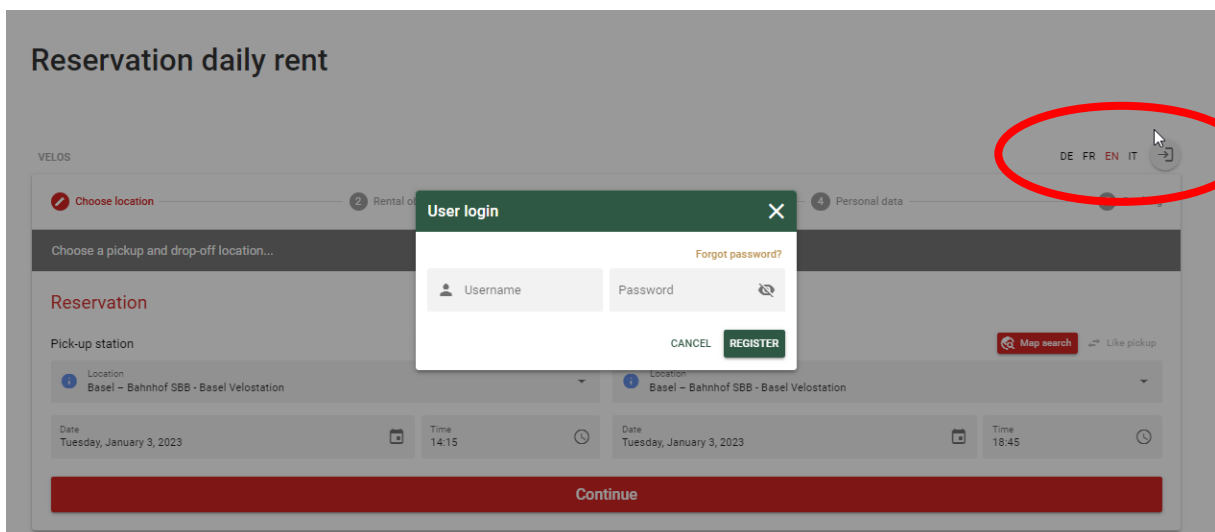 Reservation daily rent
VELOS
DE FR EN IT
Choose location
2 Rental
4 Personal data
Choose a pickup and drop-off location...
User login
Forgot password?
Username
Password
CANCEL
REGISTER
Reservation
Pick-up station
Map search
Like pickup
Location
Basel – Bahnhof SBB - Basel Velostation
Location
Basel – Bahnhof SBB - Basel Velostation
Date
Tuesday, January 3, 2023
Time
14:15
Date
Tuesday, January 3, 2023
Time
18:45
Continue